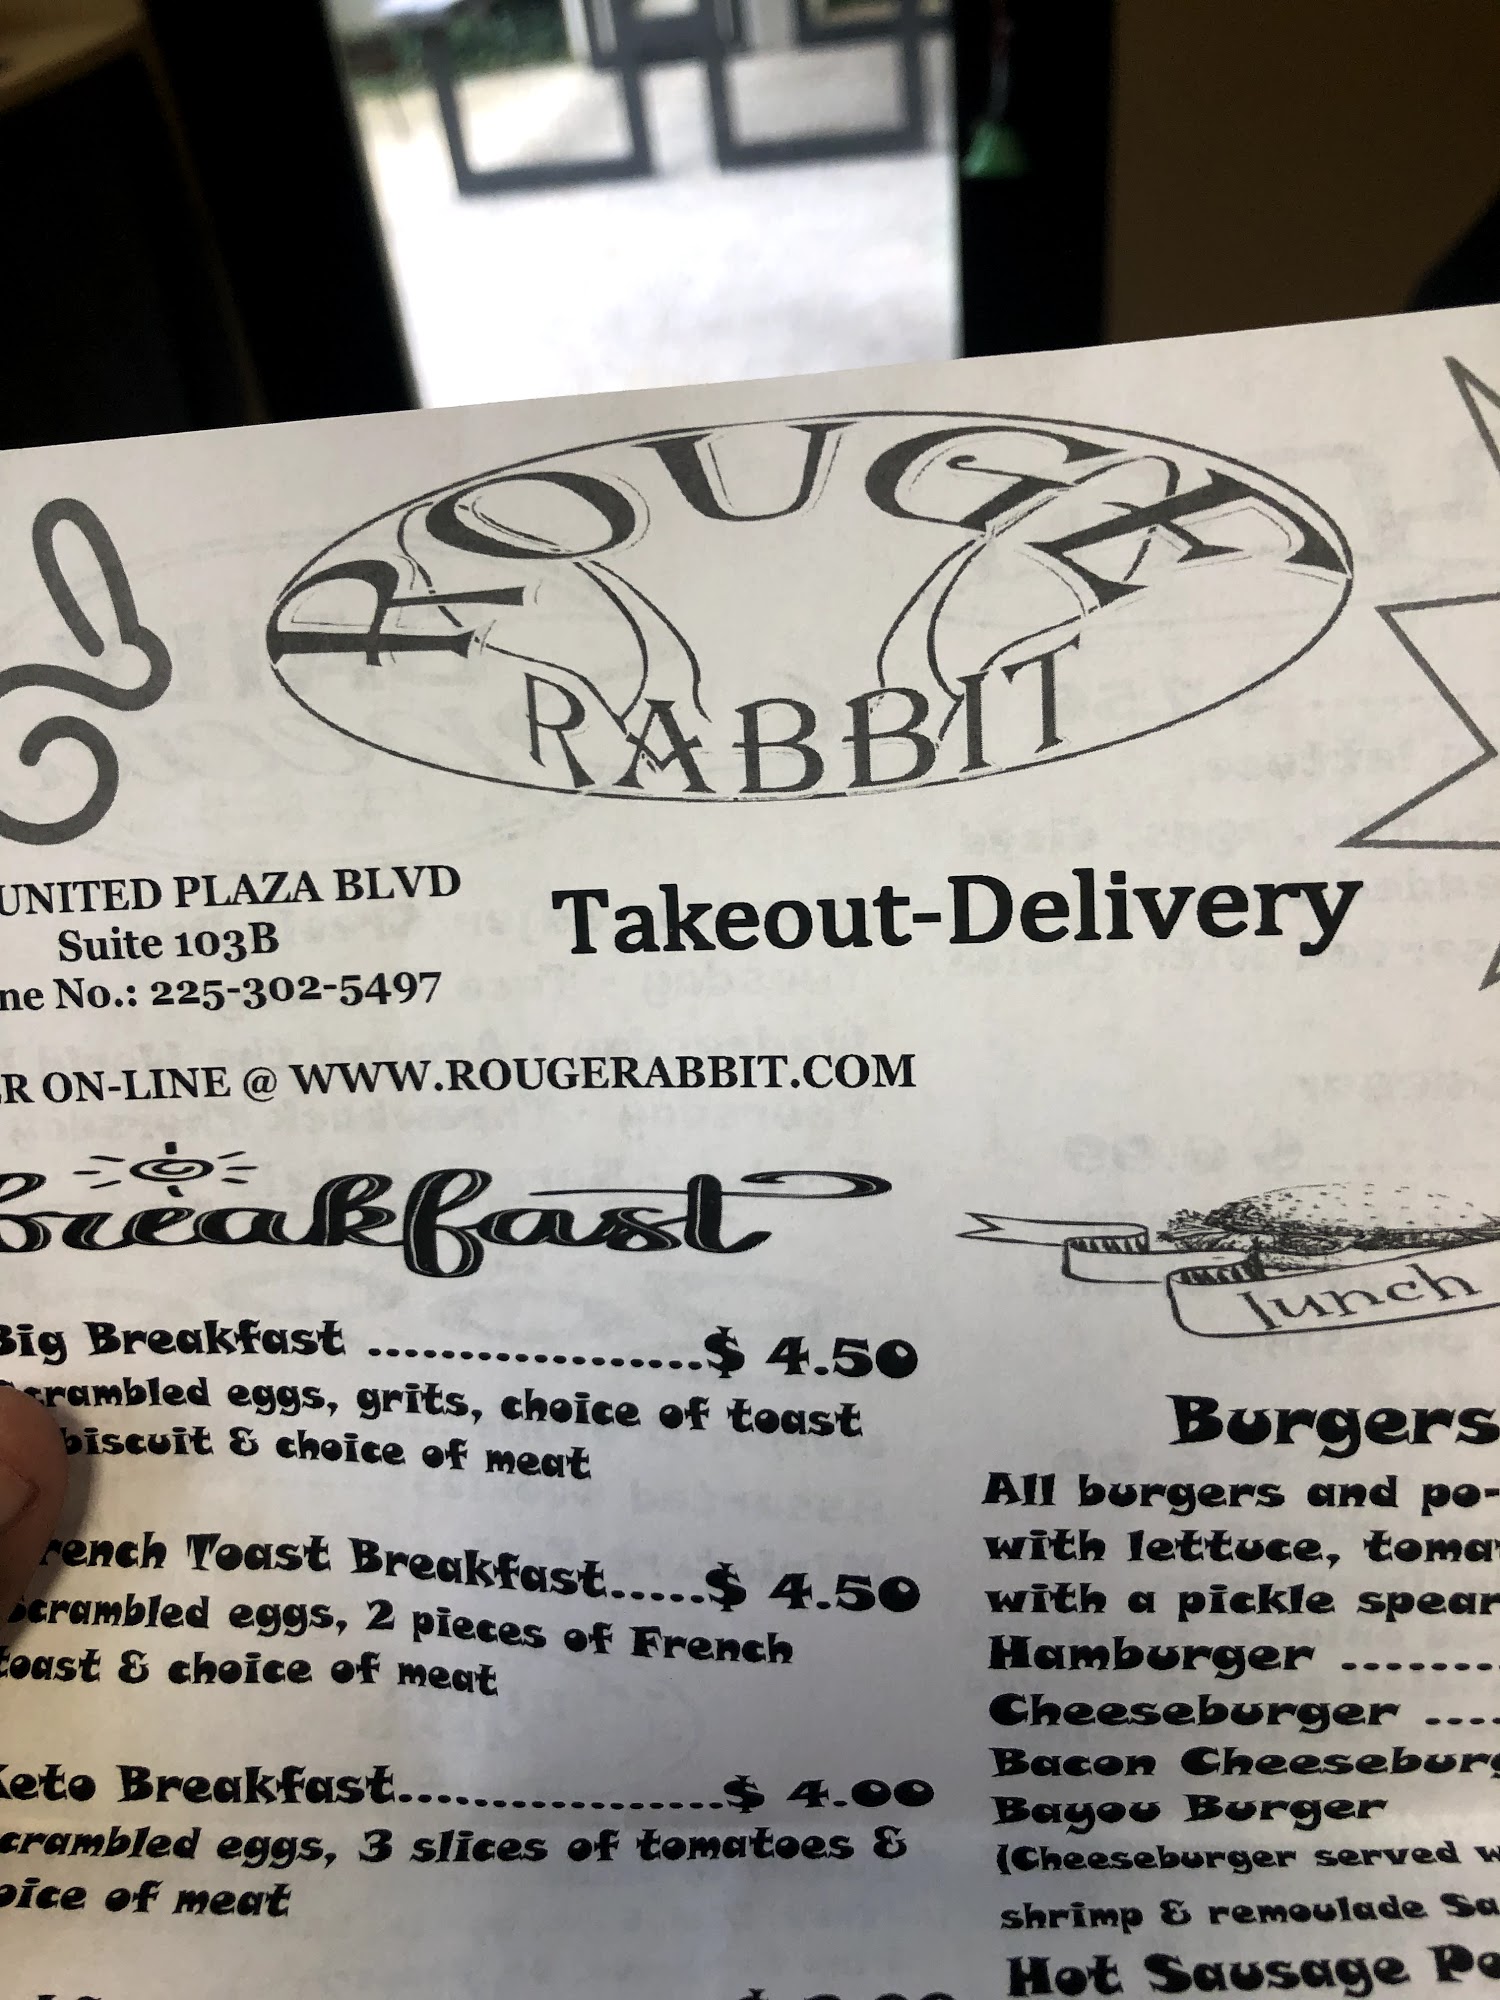 ROUGE
RABBIT
UNITED PLAZA BLVD
Suite 103B
ne No.: 225-302-5497
Takeout-Delivery
R ON-LINE @ WWW.ROUGERABBIT.COM
breakfast
Big Breakfast ...................$ 4.50
Scrambled eggs, grits, choice of toast
biscuit & choice of meat
rench Toast Breakfast.....$ 4.50
Scrambled eggs, 2 pieces of French
toast & choice of meat
Keto Breakfast..................$ 4.00
crambled eggs, 3 slices of tomatoes &
oice of meat
lunch
Burgers
All burgers and po-
with lettuce, toma
with a pickle spear
Hamburger ........
Cheeseburger ....
Bacon Cheeseburg
Bayou Burger
(Cheeseburger served w
shrimp & remoulade Sa
Hot Sausage Po